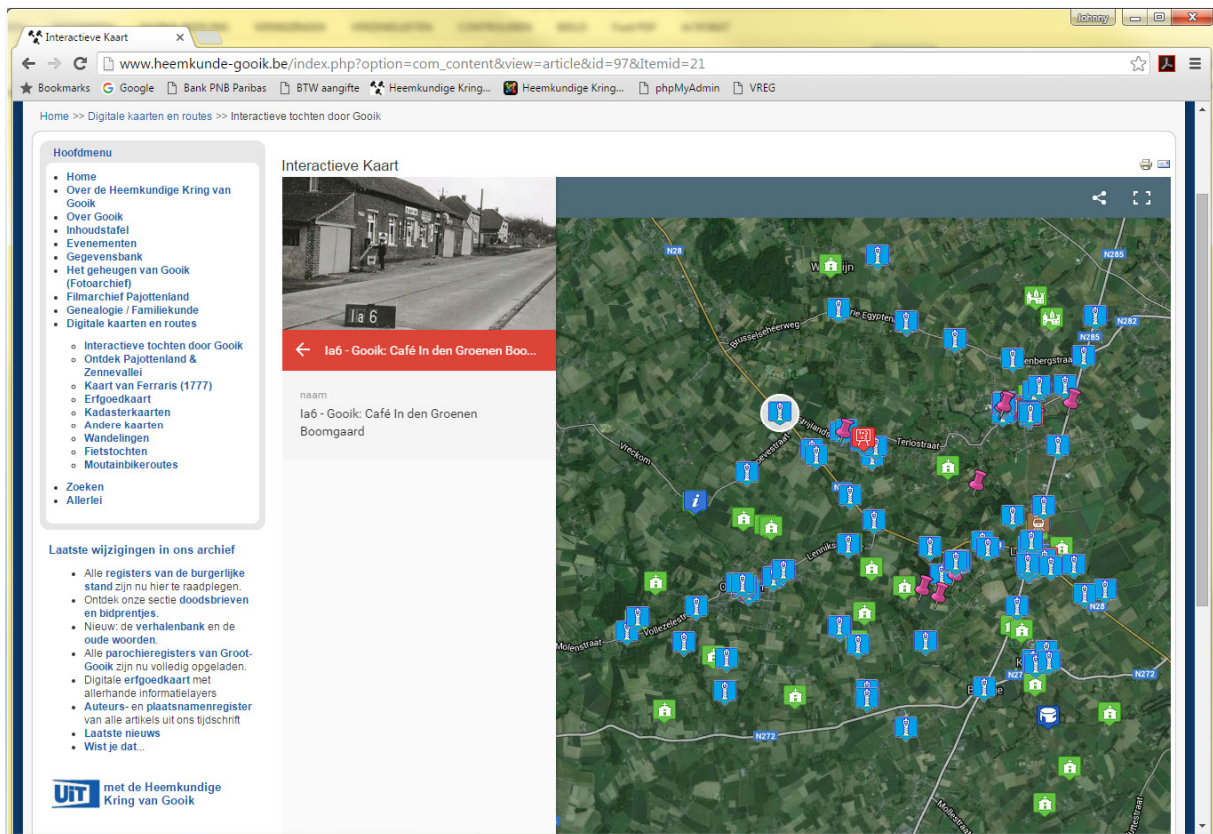 Johnny
Interactieve Kaart
www.heemkunde-gooik.be/index.php?option=com_content&view=article&id=97&Itemid=21
Bookmarks Google Bank PNB Paribas BTW aangifte Heemkundige Kring... Heemkundige Kring... phpMyAdmin VREG
Home >> Digitale kaarten en routes >> Interactieve tochten door Gooik
Hoofdmenu
Home
Over de Heemkundige Kring van
Gooik
Over Gooik
Inhoudstafel
Evenementen
Gegevensbank
Het geheugen van Gooik
(Fotoarchief)
Filmarchief Pajottenland
Genealogie / Familiekunde
Digitale kaarten en routes
Interactieve tochten door Gooik
Ontdek Pajottenland &
Zennevallei
Kaart van Ferraris (1777)
Erfgoedkaart
Kadasterkaarten
Andere kaarten
Wandelingen
Fietstochten
Moutainbikeroutes
Zoeken
Allerlei
Laatste wijzigingen in ons archief
Alle registers van de burgerlijke
stand zijn nu hier te raadplegen.
Ontdek onze sectie doodsbrieven
en bidprentjes.
Nieuw: de verhalenbank en de
oude woorden.
Alle parochieregisters van Groot-
Gooik zijn nu volledig opgeladen.
Digitale erfgoedkaart met
allerhande informatielayers
Auteurs- en plaatsnamenregister
van alle artikels uit ons tijdschrift
Laatste nieuws
Wist je dat...
UiT met de Heemkundige
Kring van Gooik
Interactieve Kaart
Ia 6
Ia6 - Gooik: Café In den Groenen Boo...
naam
Ia6 - Gooik: Café In den Groenen
Boomgaard
N28
N285
N282
N285
Brusselseheerweg
Terlostraat
Vreckom
N28
Molenstraat
N272
N272
Mollestraat